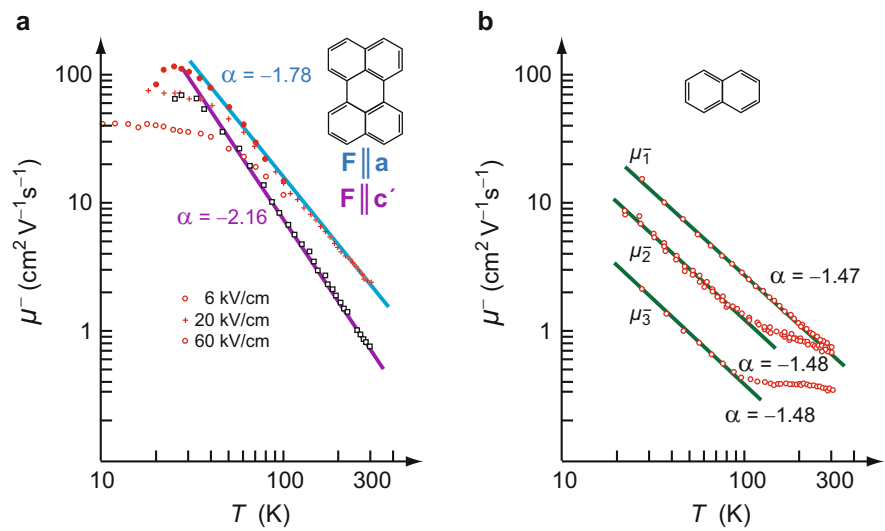 a
100
10
1
μ⁻ (cm² V⁻¹s⁻¹)
α = −1.78
F∥a
F∥c´
α = −2.16
6 kV/cm
20 kV/cm
60 kV/cm
10
100
300
T (K)
b
100
10
1
μ⁻ (cm² V⁻¹s⁻¹)
μ₁⁻
μ₂⁻
μ₃⁻
α = −1.47
α = −1.48
α = −1.48
10
100
300
T (K)